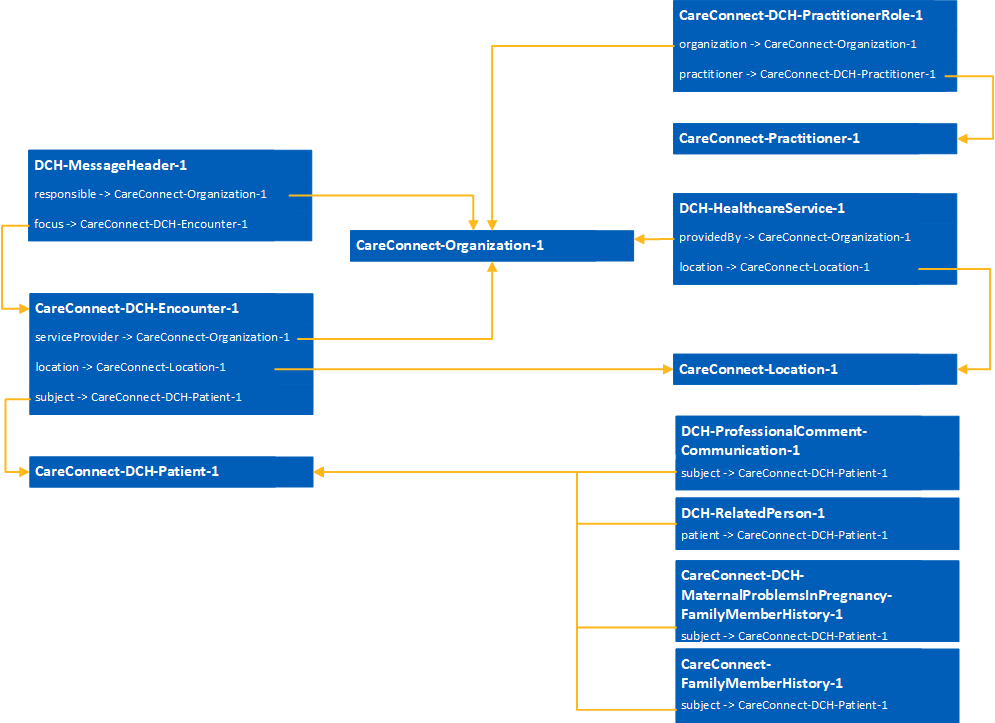 CareConnect-DCH-PractitionerRole-1
organization -> CareConnect-Organization-1
practitioner -> CareConnect-DCH-Practitioner-1
CareConnect-Practitioner-1
DCH-MessageHeader-1
responsible -> CareConnect-Organization-1
focus -> CareConnect-DCH-Encounter-1
CareConnect-Organization-1
DCH-HealthcareService-1
providedBy -> CareConnect-Organization-1
location -> CareConnect-Location-1
CareConnect-DCH-Encounter-1
serviceProvider -> CareConnect-Organization-1
location -> CareConnect-Location-1
subject -> CareConnect-DCH-Patient-1
CareConnect-Location-1
CareConnect-DCH-Patient-1
DCH-ProfessionalComment-
Communication-1
subject -> CareConnect-DCH-Patient-1
DCH-RelatedPerson-1
patient -> CareConnect-DCH-Patient-1
CareConnect-DCH-
MaternalProblemsInPregnancy-
FamilyMemberHistory-1
subject -> CareConnect-DCH-Patient-1
CareConnect-
FamilyMemberHistory-1
subject -> CareConnect-DCH-Patient-1